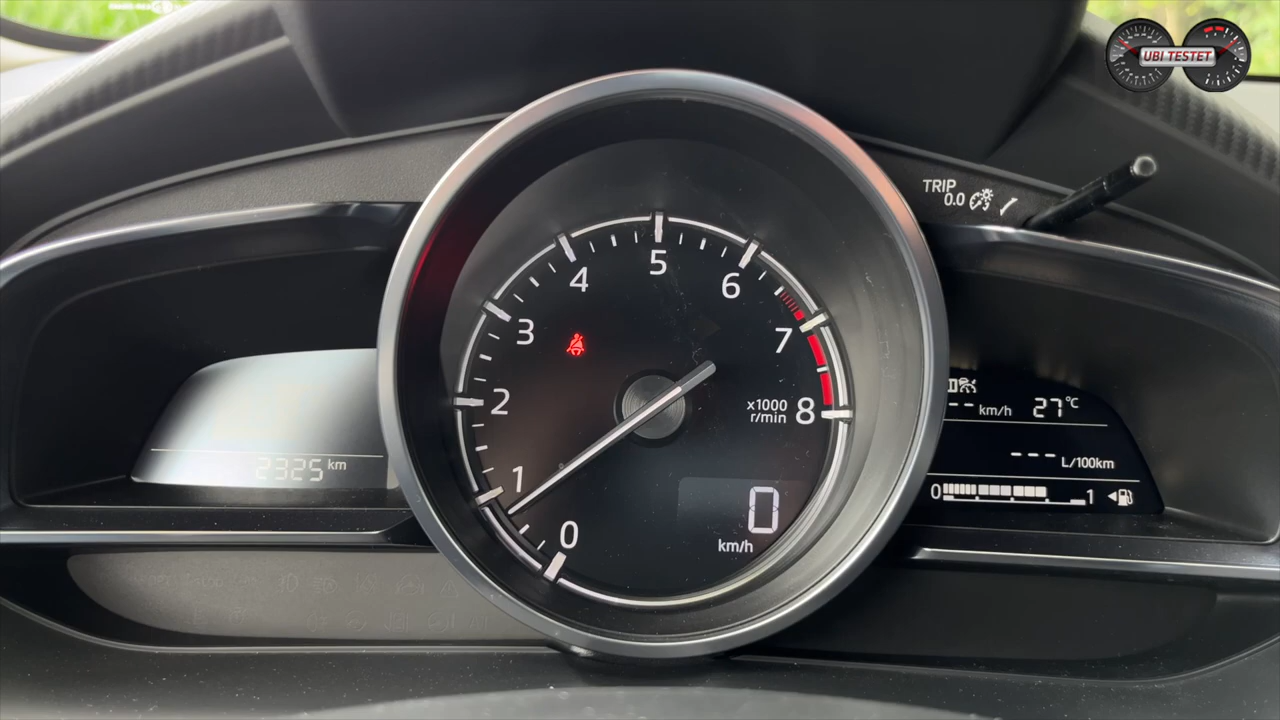 UBI TESTET
TRIP
0.0
5
4
6
3
7
2
x1000
r/min
8
1
0
0
km/h
2325 km
km/h
27°C
--- L/100km
0
1